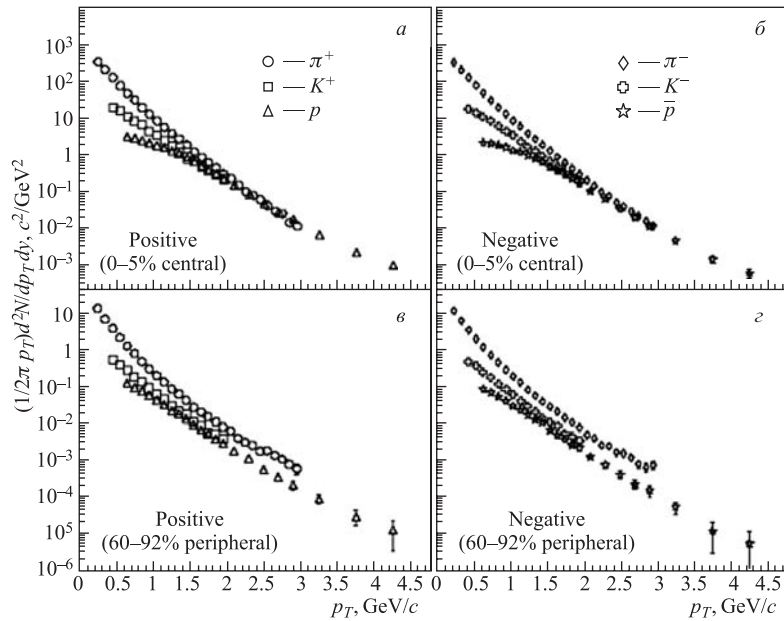 а
б
10³
10²
10
1
10⁻¹
10⁻²
10⁻³
○ — π⁺
□ — K⁺
△ — p
◇ — π⁻
— K⁻
☆ — p̅
Positive
(0–5% central)
Negative
(0–5% central)
(1/2π p_T) d²N/dp_T dy, c²/GeV²
в
г
10
1
10⁻¹
10⁻²
10⁻³
10⁻⁴
10⁻⁵
10⁻⁶
Positive
(60–92% peripheral)
Negative
(60–92% peripheral)
0 0.5 1 1.5 2 2.5 3 3.5 4 4.5
0.5 1 1.5 2 2.5 3 3.5 4 4.5
p_T, GeV/c
p_T, GeV/c